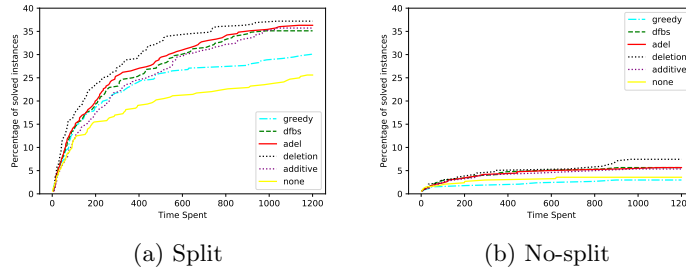 Percentage of solved instances
40
35
30
25
20
15
10
5
0
0 200 400 600 800 1000 1200
Time Spent
greedy
dfbs
adel
deletion
additive
none
(a) Split
Percentage of solved instances
40
35
30
25
20
15
10
5
0
0 200 400 600 800 1000 1200
Time Spent
greedy
dfbs
adel
deletion
additive
none
(b) No-split